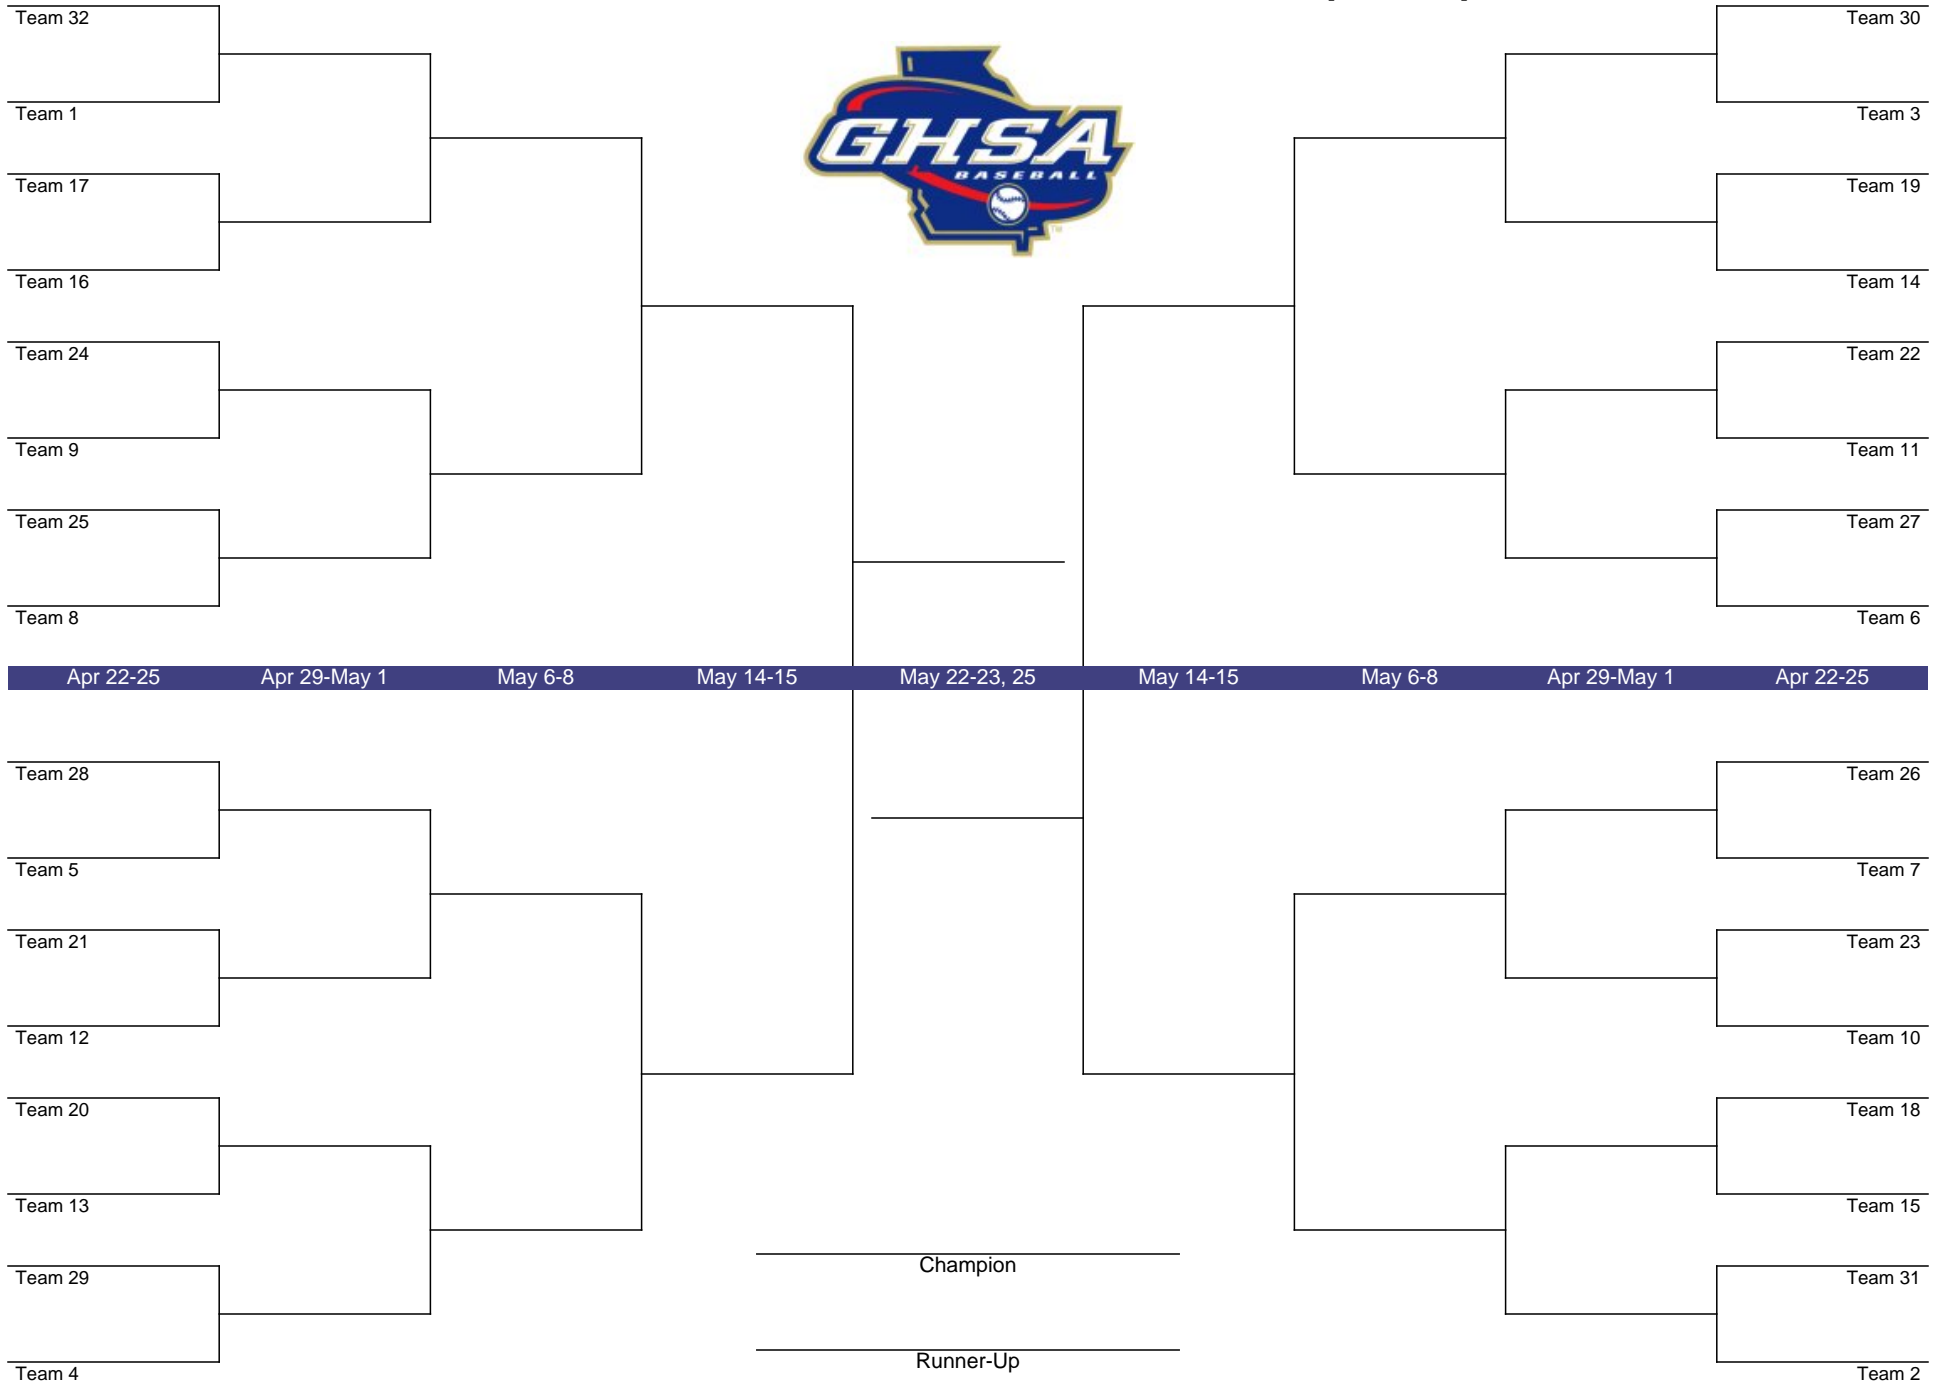 Team 32
Team 30
Team 1
Team 3
GHSA
BASEBALL
TM
Team 17
Team 19
Team 16
Team 14
Team 24
Team 22
Team 9
Team 11
Team 25
Team 27
Team 8
Team 6
Apr 22-25 Apr 29-May 1 May 6-8 May 14-15 May 22-23, 25 May 14-15 May 6-8 Apr 29-May 1 Apr 22-25
Team 28
Team 26
Team 5
Team 7
Team 21
Team 23
Team 12
Team 10
Team 20
Team 18
Team 13
Team 15
Champion
Team 29
Team 31
Runner-Up
Team 4
Team 2